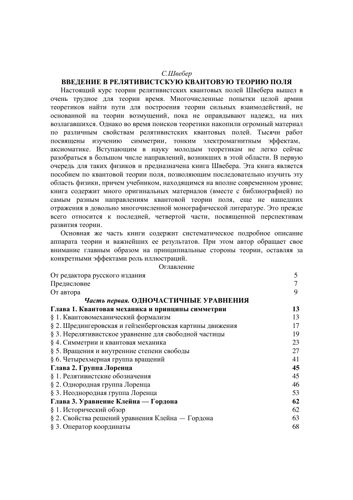 С.Швебер
ВВЕДЕНИЕ В РЕЛЯТИВИСТСКУЮ КВАНТОВУЮ ТЕОРИЮ ПОЛЯ
Настоящий курс теории релятивистских квантовых полей Швебера вышел в
очень трудное для теории время. Многочисленные попытки целой армии
теоретиков найти пути для построения теории сильных взаимодействий, не
основанной на теории возмущений, пока не оправдывают надежд, на них
возлагавшихся. Однако во время поисков теоретики накопили огромный материал
по различным свойствам релятивистских квантовых полей. Тысячи работ
посвящены изучению симметрии, тонким электромагнитным эффектам,
аксиоматике. Вступающим в науку молодым теоретикам не легко сейчас
разобраться в большом числе направлений, возникших в этой области. В первую
очередь для таких физиков и предназначена книга Швебера. Эта книга является
пособием по квантовой теории поля, позволяющим последовательно изучить эту
область физики, причем учебником, находящимся на вполне современном уровне;
книга содержит много оригинальных материалов (вместе с библиографией) по
самым разным направлениям квантовой теории поля, еще не нашедших
отражения в довольно многочисленной монографической литературе. Это прежде
всего относится к последней, четвертой части, посвященной перспективам
развития теории.
Основная же часть книги содержит систематическое подробное описание
аппарата теории и важнейших ее результатов. При этом автор обращает свое
внимание главным образом на принципиальные стороны теории, оставляя за
конкретными эффектами роль иллюстраций.
Оглавление
От редактора русского издания 5
Предисловие 7
От автора 9
Часть первая. ОДНОЧАСТИЧНЫЕ УРАВНЕНИЯ
Глава 1. Квантовая механика и принципы симметрии 13
§ 1. Квантовомеханический формализм 13
§ 2. Шредингеровская и гейзенберговская картины движения 17
§ 3. Нерелятивистское уравнение для свободной частицы 19
§ 4. Симметрии и квантовая механика 23
§ 5. Вращения и внутренние степени свободы 27
§ 6. Четырехмерная группа вращений 41
Глава 2. Группа Лоренца 45
§ 1. Релятивистские обозначения 45
§ 2. Однородная группа Лоренца 46
§ 3. Неоднородная группа Лоренца 53
Глава 3. Уравнение Клейна — Гордона 62
§ 1. Исторический обзор 62
§ 2. Свойства решений уравнения Клейна — Гордона 63
§ 3. Оператор координаты 68